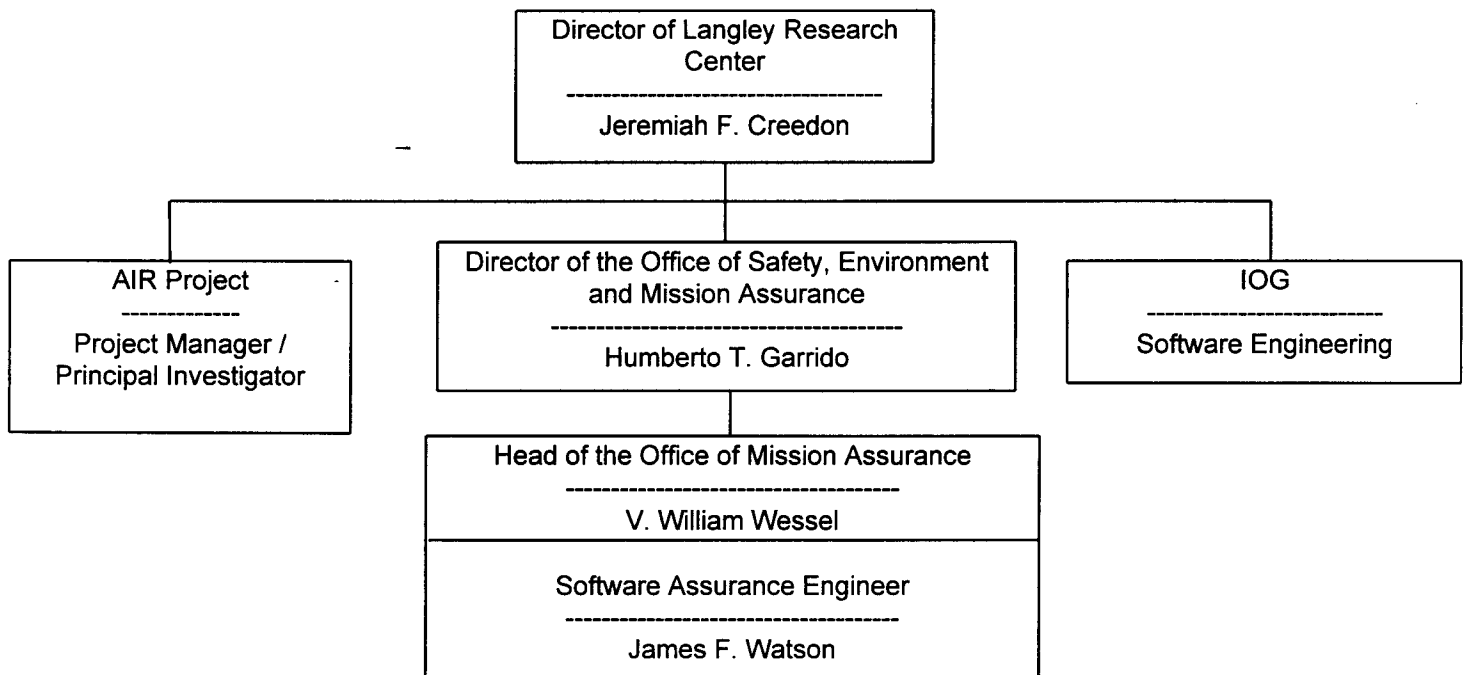 Director of Langley Research
Center
-----------------------------------
Jeremiah F. Creedon
AIR Project
-------------
Project Manager /
Principal Investigator
Director of the Office of Safety, Environment
and Mission Assurance
---------------------------------------
Humberto T. Garrido
IOG
--------------------------
Software Engineering
Head of the Office of Mission Assurance
-------------------------------------
V. William Wessel
Software Assurance Engineer
-------------------------------------
James F. Watson